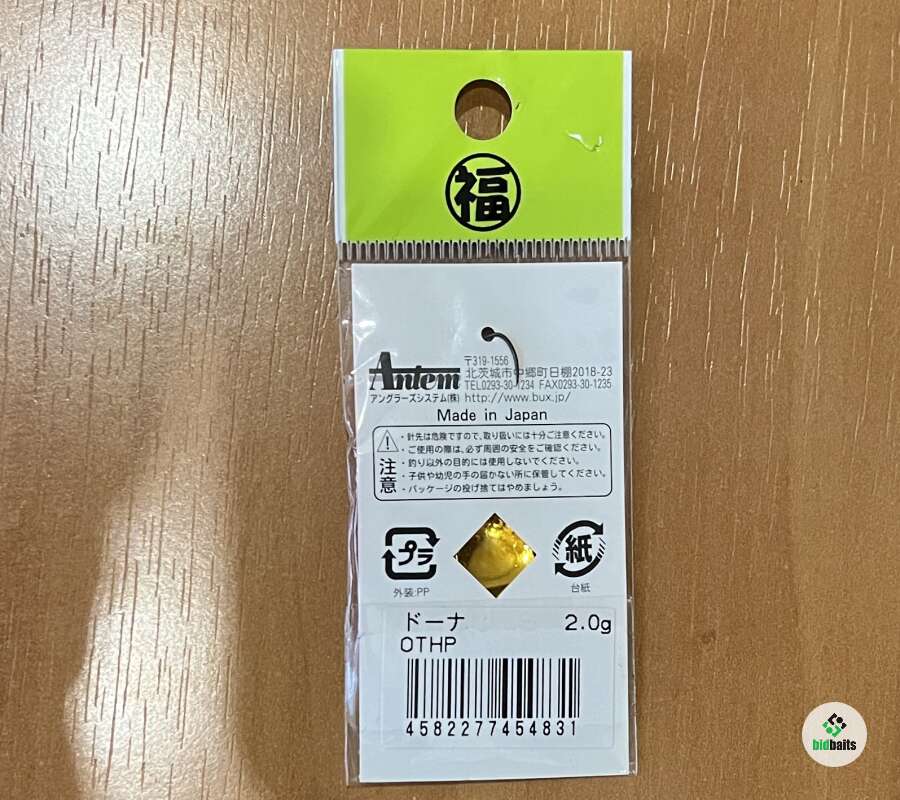 福
Antem
アングラーズシステム(株)
〒319-1556
北茨城市中郷町日棚2018-23
TEL0293-30-1234 FAX0293-30-1235
http://www.bux.jp/
Made in Japan
注意
・針先は危険ですので、取り扱いには十分ご注意ください。
・ご使用の際は、必ず周囲の安全をご確認ください。
・釣り以外の目的には使用しないでください。
・子供や幼児の手の届かない所に保管してください。
・パッケージの投げ捨てはやめましょう。
プラ
外装:PP
紙
台紙
ドーナ 2.0g
OTHP
4582277454831
bidbaits